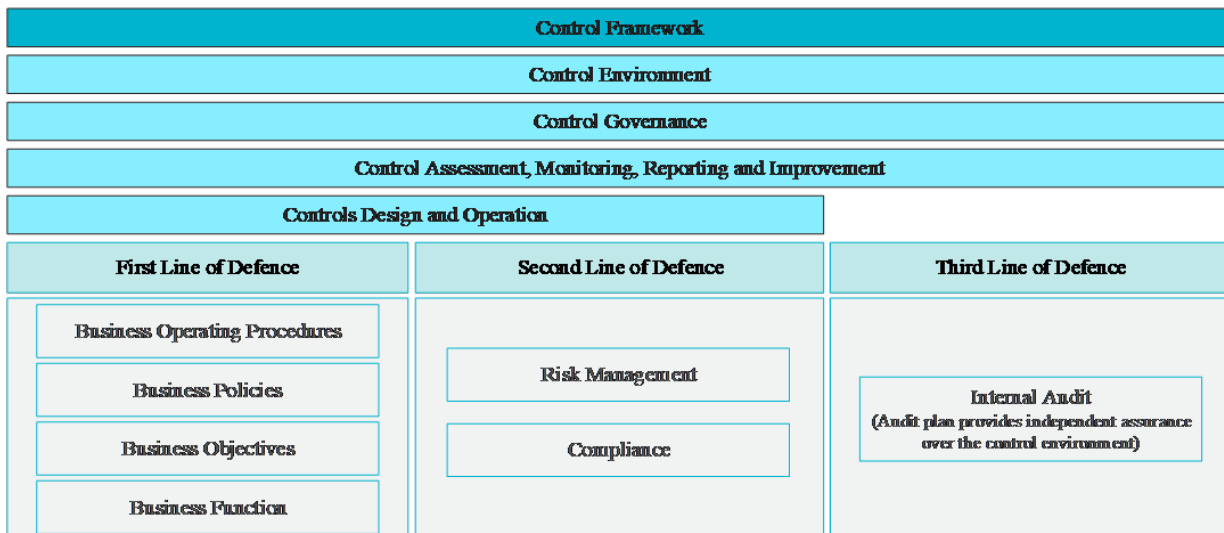 Control Framework
Control Environment
Control Governance
Control Assessment, Monitoring, Reporting and Improvement
Controls Design and Operation
First Line of Defence
Second Line of Defence
Third Line of Defence
Business Operating Procedures
Business Policies
Business Objectives
Business Function
Risk Management
Compliance
Internal Audit
(Audit plan provides independent assurance
over the control environment)